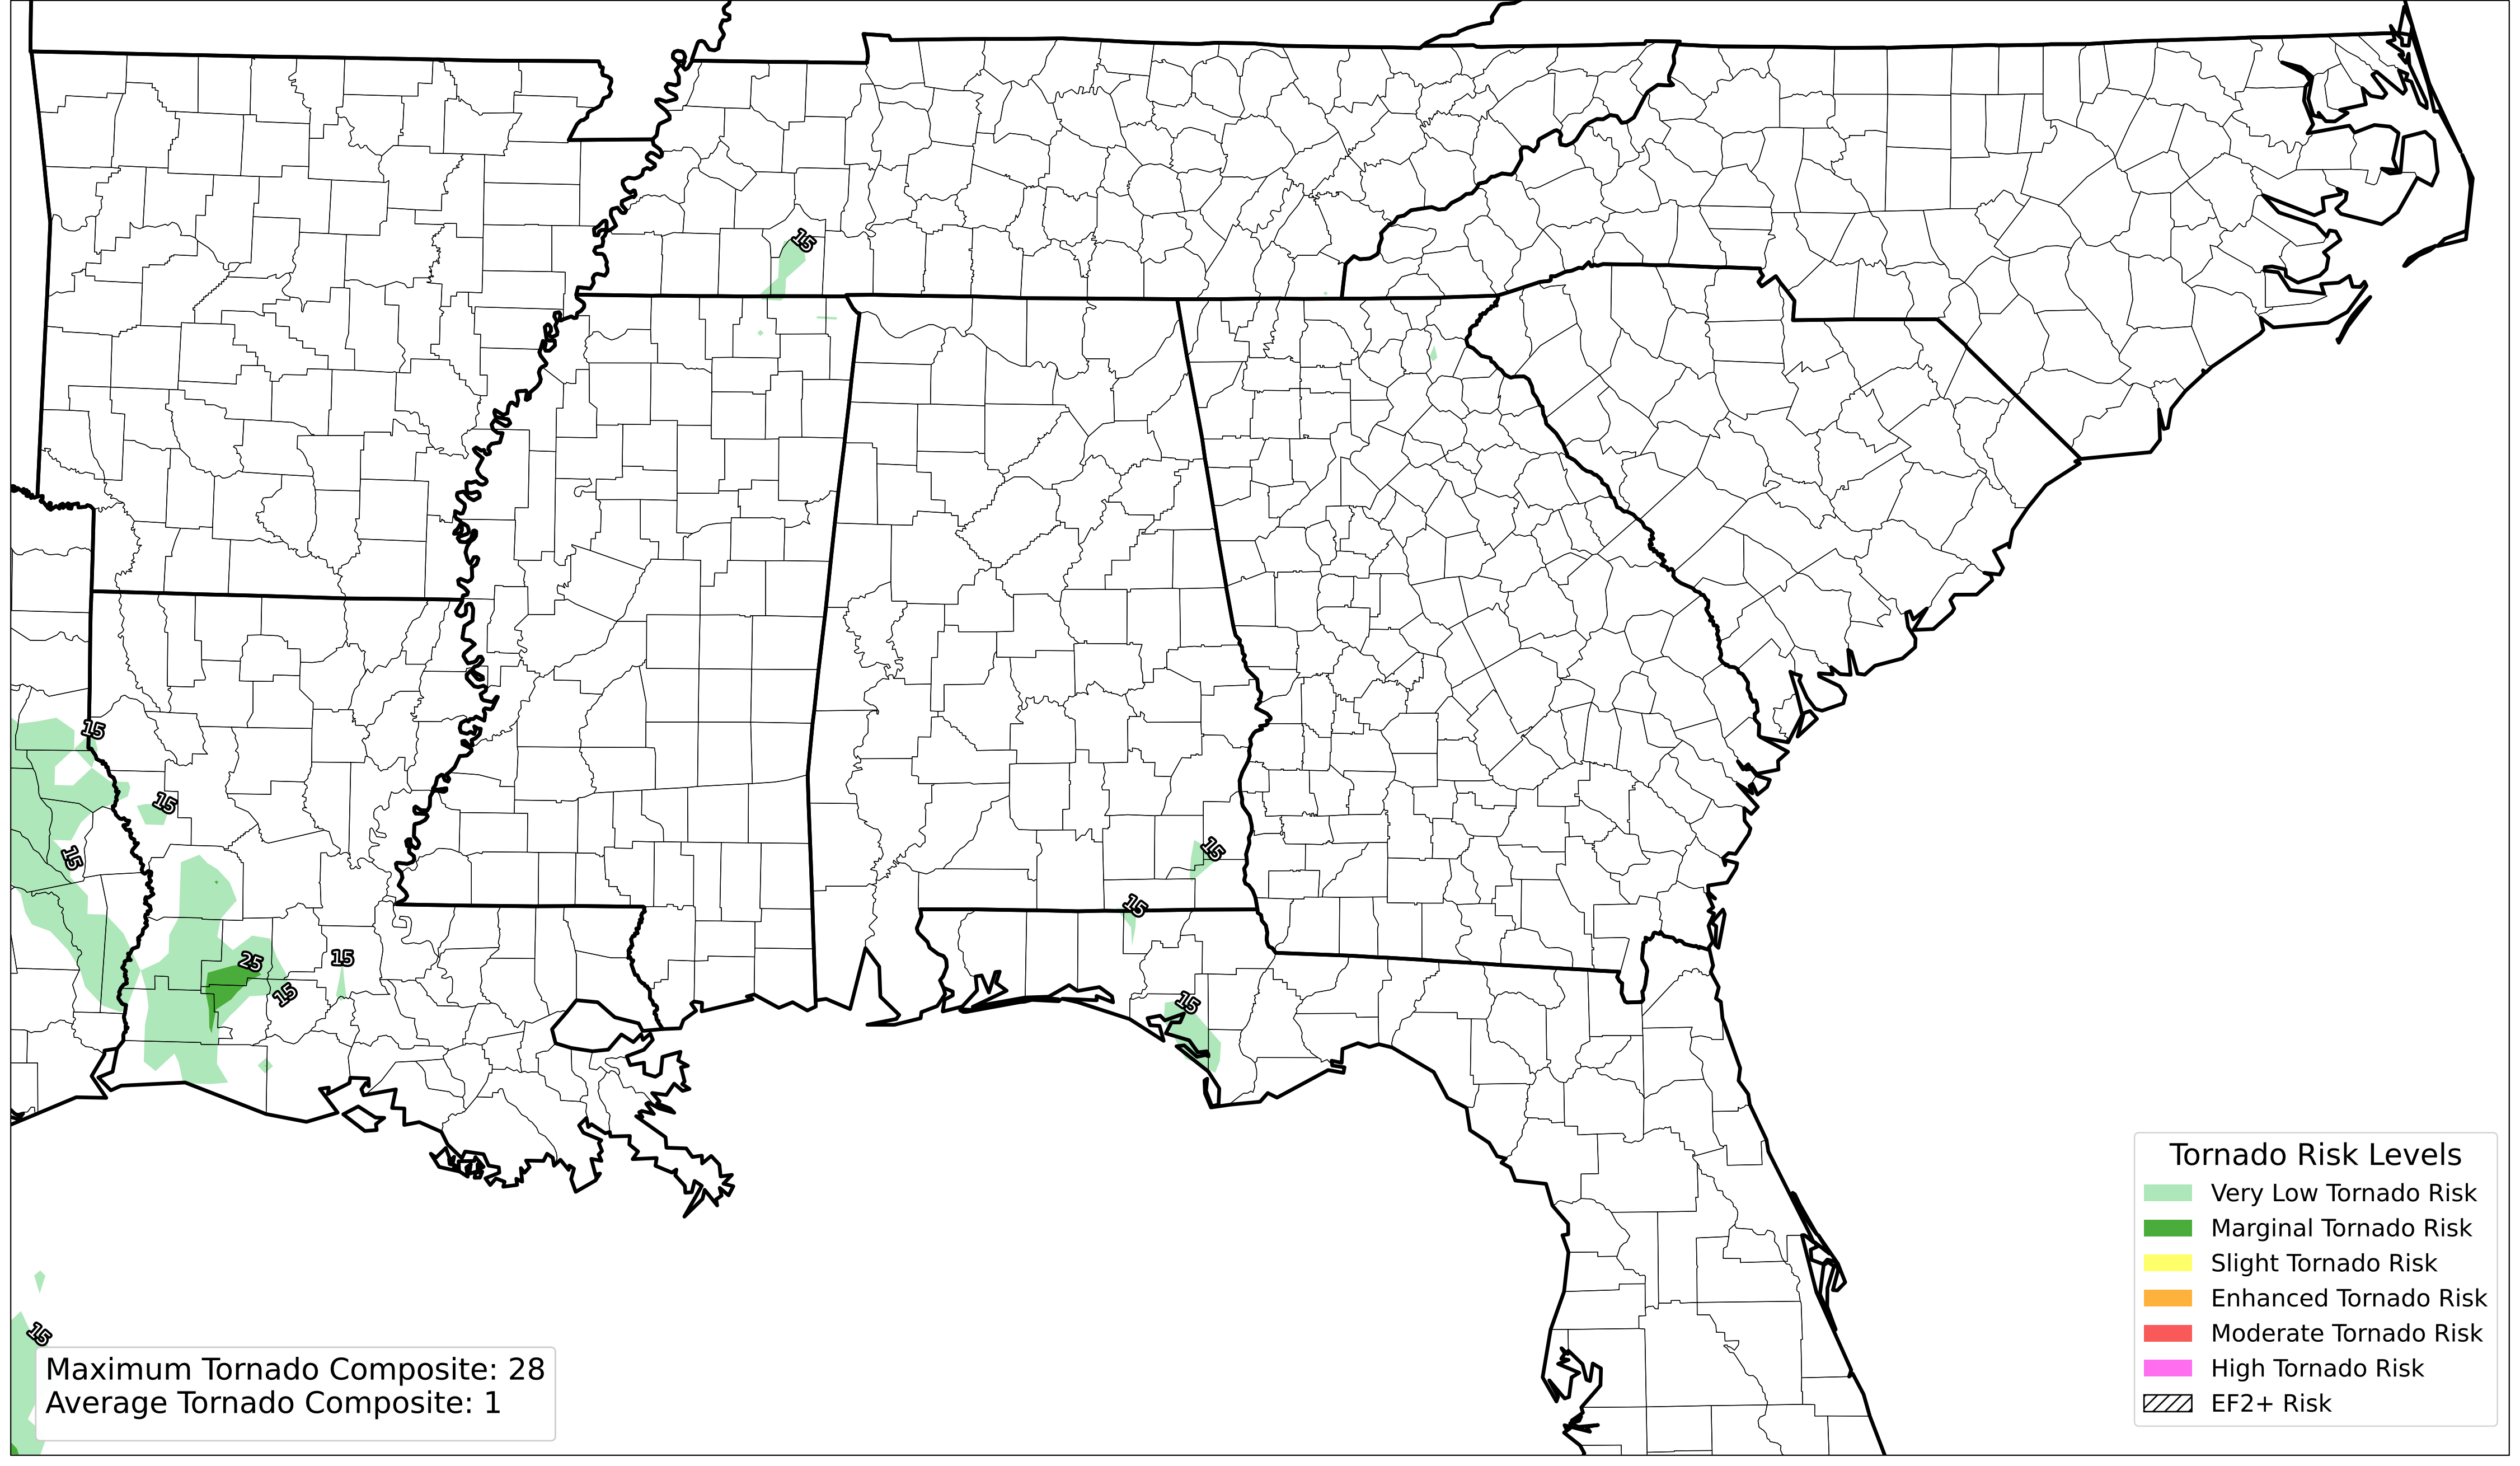 15
15
15
15
15
15
25
15
15
15
15
Maximum Tornado Composite: 28
Average Tornado Composite: 1
Tornado Risk Levels
Very Low Tornado Risk
Marginal Tornado Risk
Slight Tornado Risk
Enhanced Tornado Risk
Moderate Tornado Risk
High Tornado Risk
EF2+ Risk